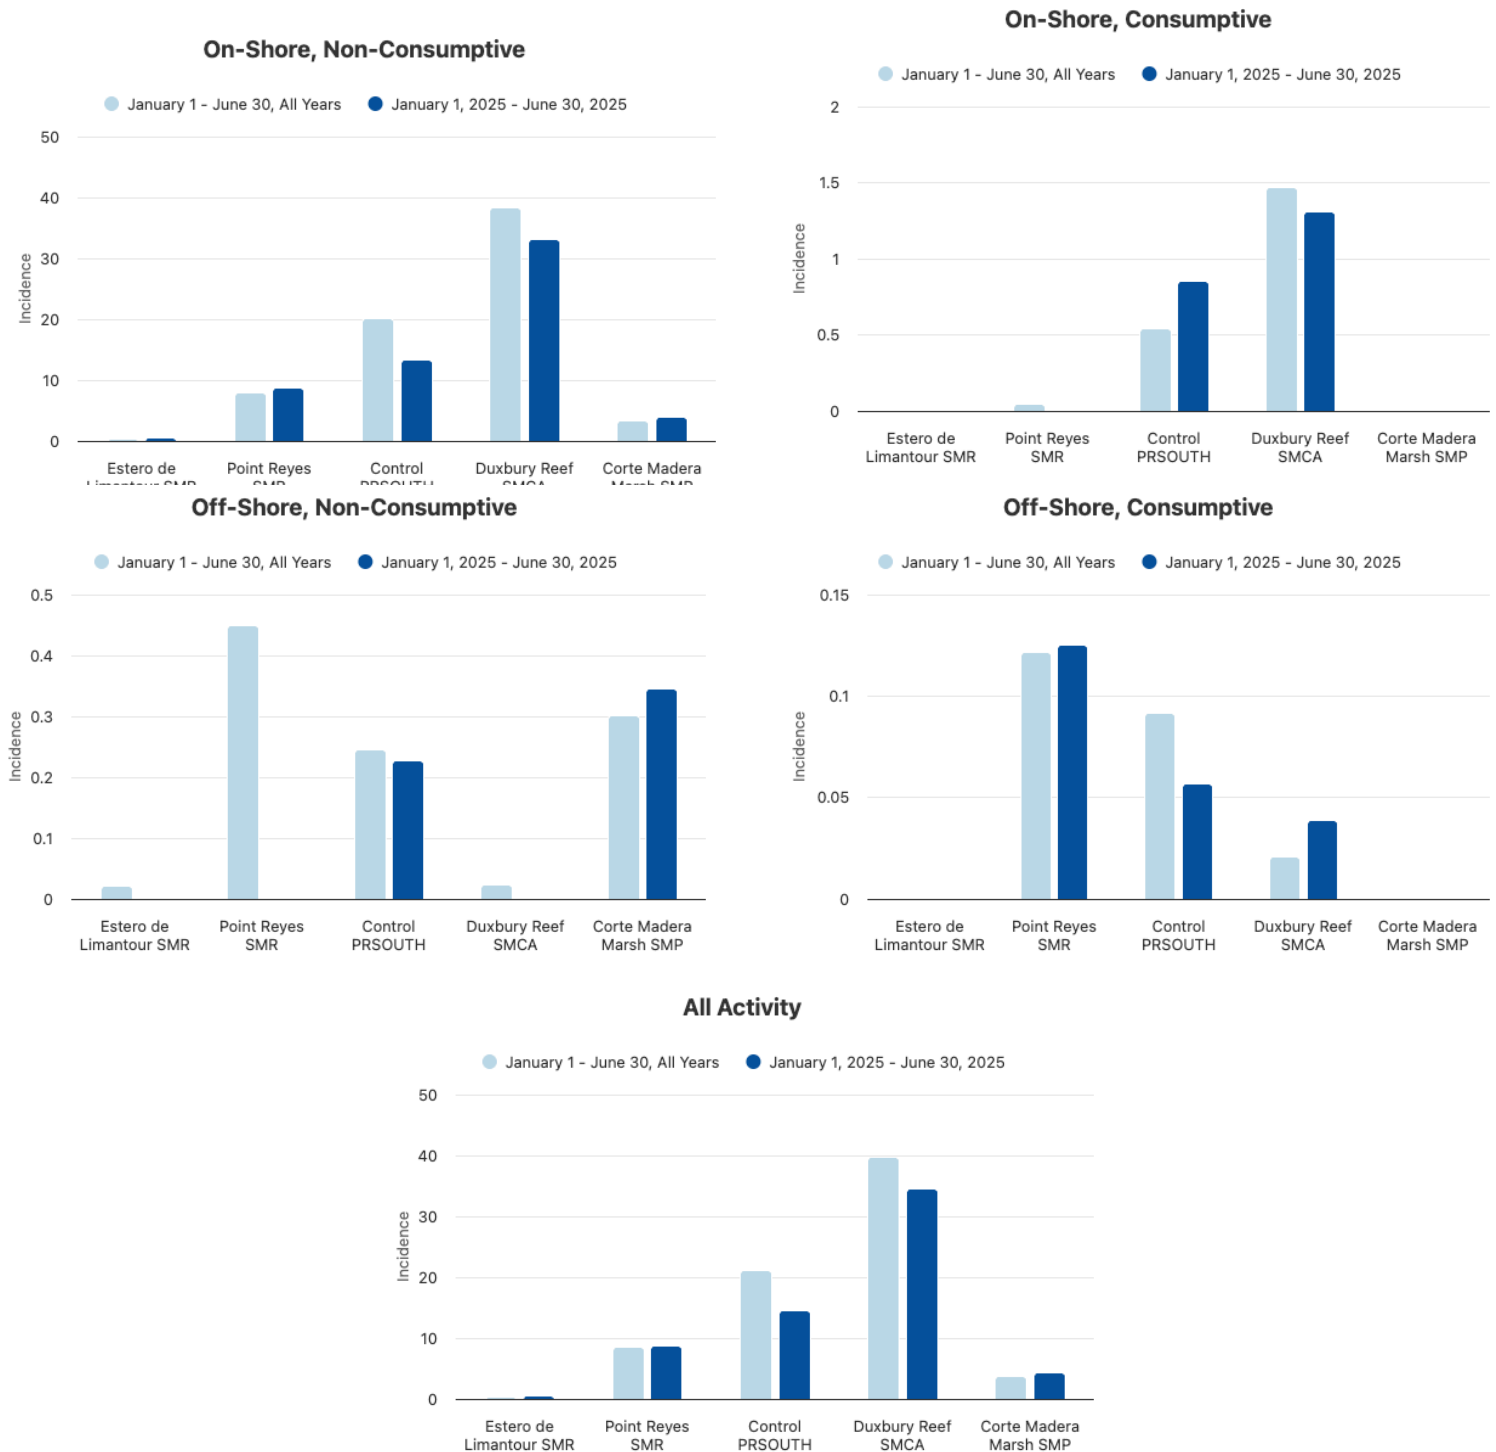 On-Shore, Non-Consumptive
January 1 - June 30, All Years
January 1, 2025 - June 30, 2025
50
40
30
20
10
0
Incidence
Estero de
Limantour SMR
Point Reyes
SMR
Control
PRSOUTH
Duxbury Reef
SMCA
Corte Madera
Marsh SMP
On-Shore, Consumptive
January 1 - June 30, All Years
January 1, 2025 - June 30, 2025
2
1.5
1
0.5
0
Incidence
Estero de
Limantour SMR
Point Reyes
SMR
Control
PRSOUTH
Duxbury Reef
SMCA
Corte Madera
Marsh SMP
Off-Shore, Non-Consumptive
January 1 - June 30, All Years
January 1, 2025 - June 30, 2025
0.5
0.4
0.3
0.2
0.1
0
Incidence
Estero de
Limantour SMR
Point Reyes
SMR
Control
PRSOUTH
Duxbury Reef
SMCA
Corte Madera
Marsh SMP
Off-Shore, Consumptive
January 1 - June 30, All Years
January 1, 2025 - June 30, 2025
0.15
0.1
0.05
0
Incidence
Estero de
Limantour SMR
Point Reyes
SMR
Control
PRSOUTH
Duxbury Reef
SMCA
Corte Madera
Marsh SMP
All Activity
January 1 - June 30, All Years
January 1, 2025 - June 30, 2025
50
40
30
20
10
0
Incidence
Estero de
Limantour SMR
Point Reyes
SMR
Control
PRSOUTH
Duxbury Reef
SMCA
Corte Madera
Marsh SMP